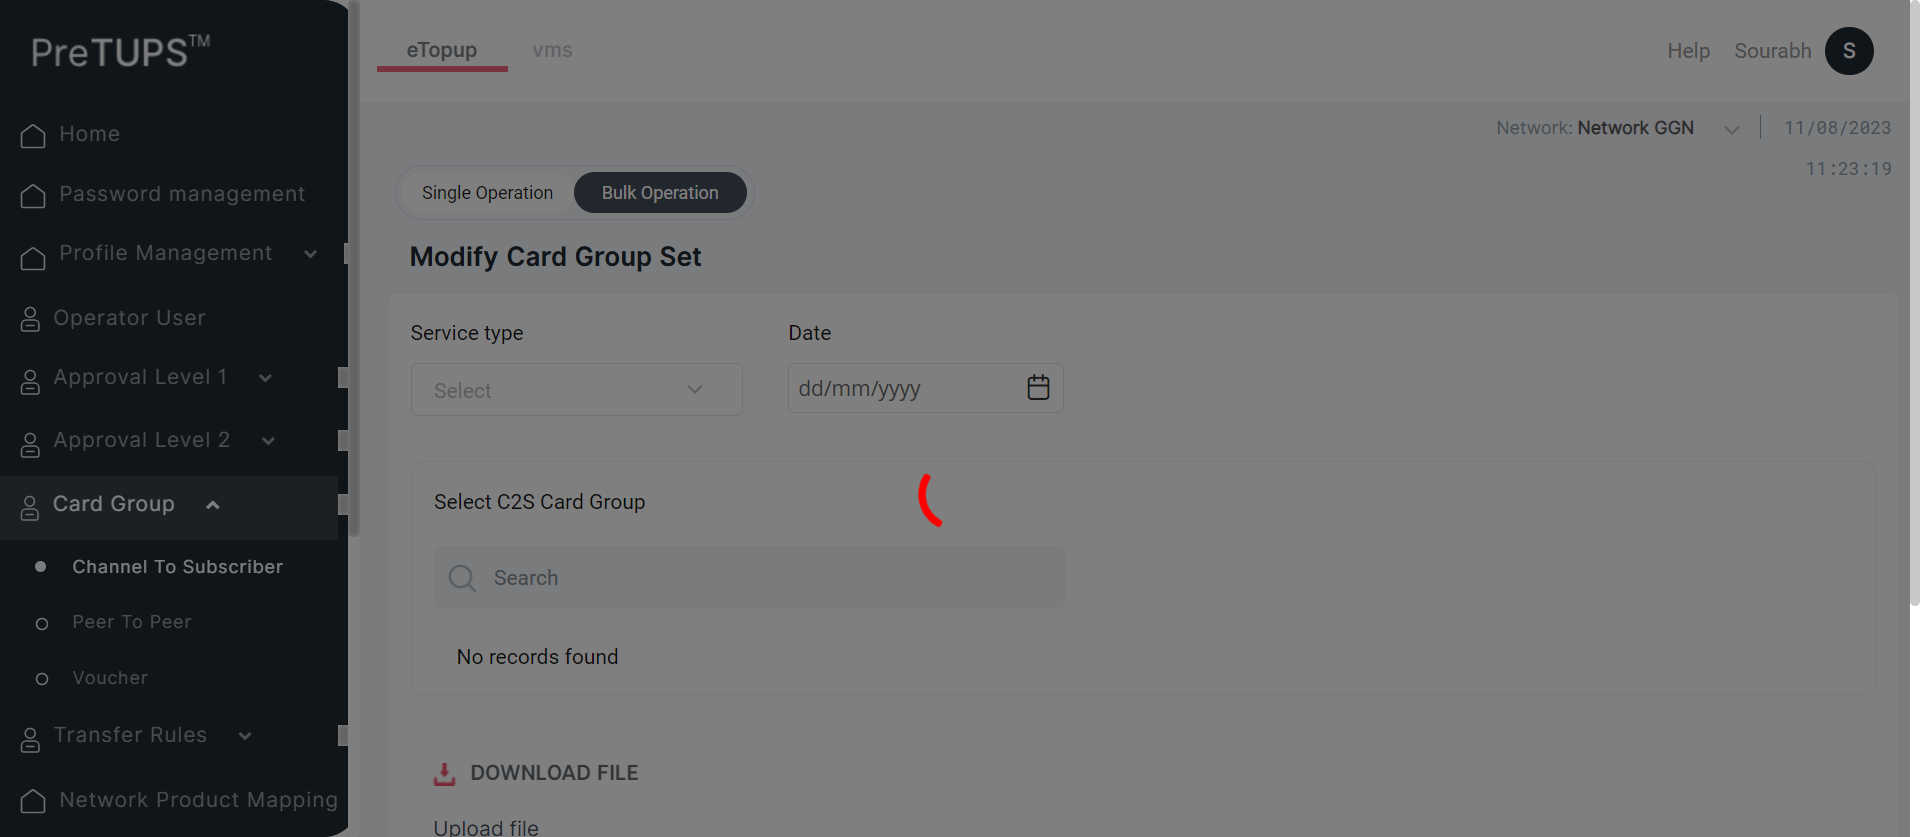 PreTUPS™
Home
Password management
Profile Management
Operator User
Approval Level 1
Approval Level 2
Card Group
Channel To Subscriber
Peer To Peer
Voucher
Transfer Rules
Network Product Mapping
eTopup
vms
Help
Sourabh
S
Network: Network GGN
11/08/2023
11:23:19
Single Operation
Bulk Operation
Modify Card Group Set
Service type
Date
Select
dd/mm/yyyy
Select C2S Card Group
Search
No records found
DOWNLOAD FILE
Upload file